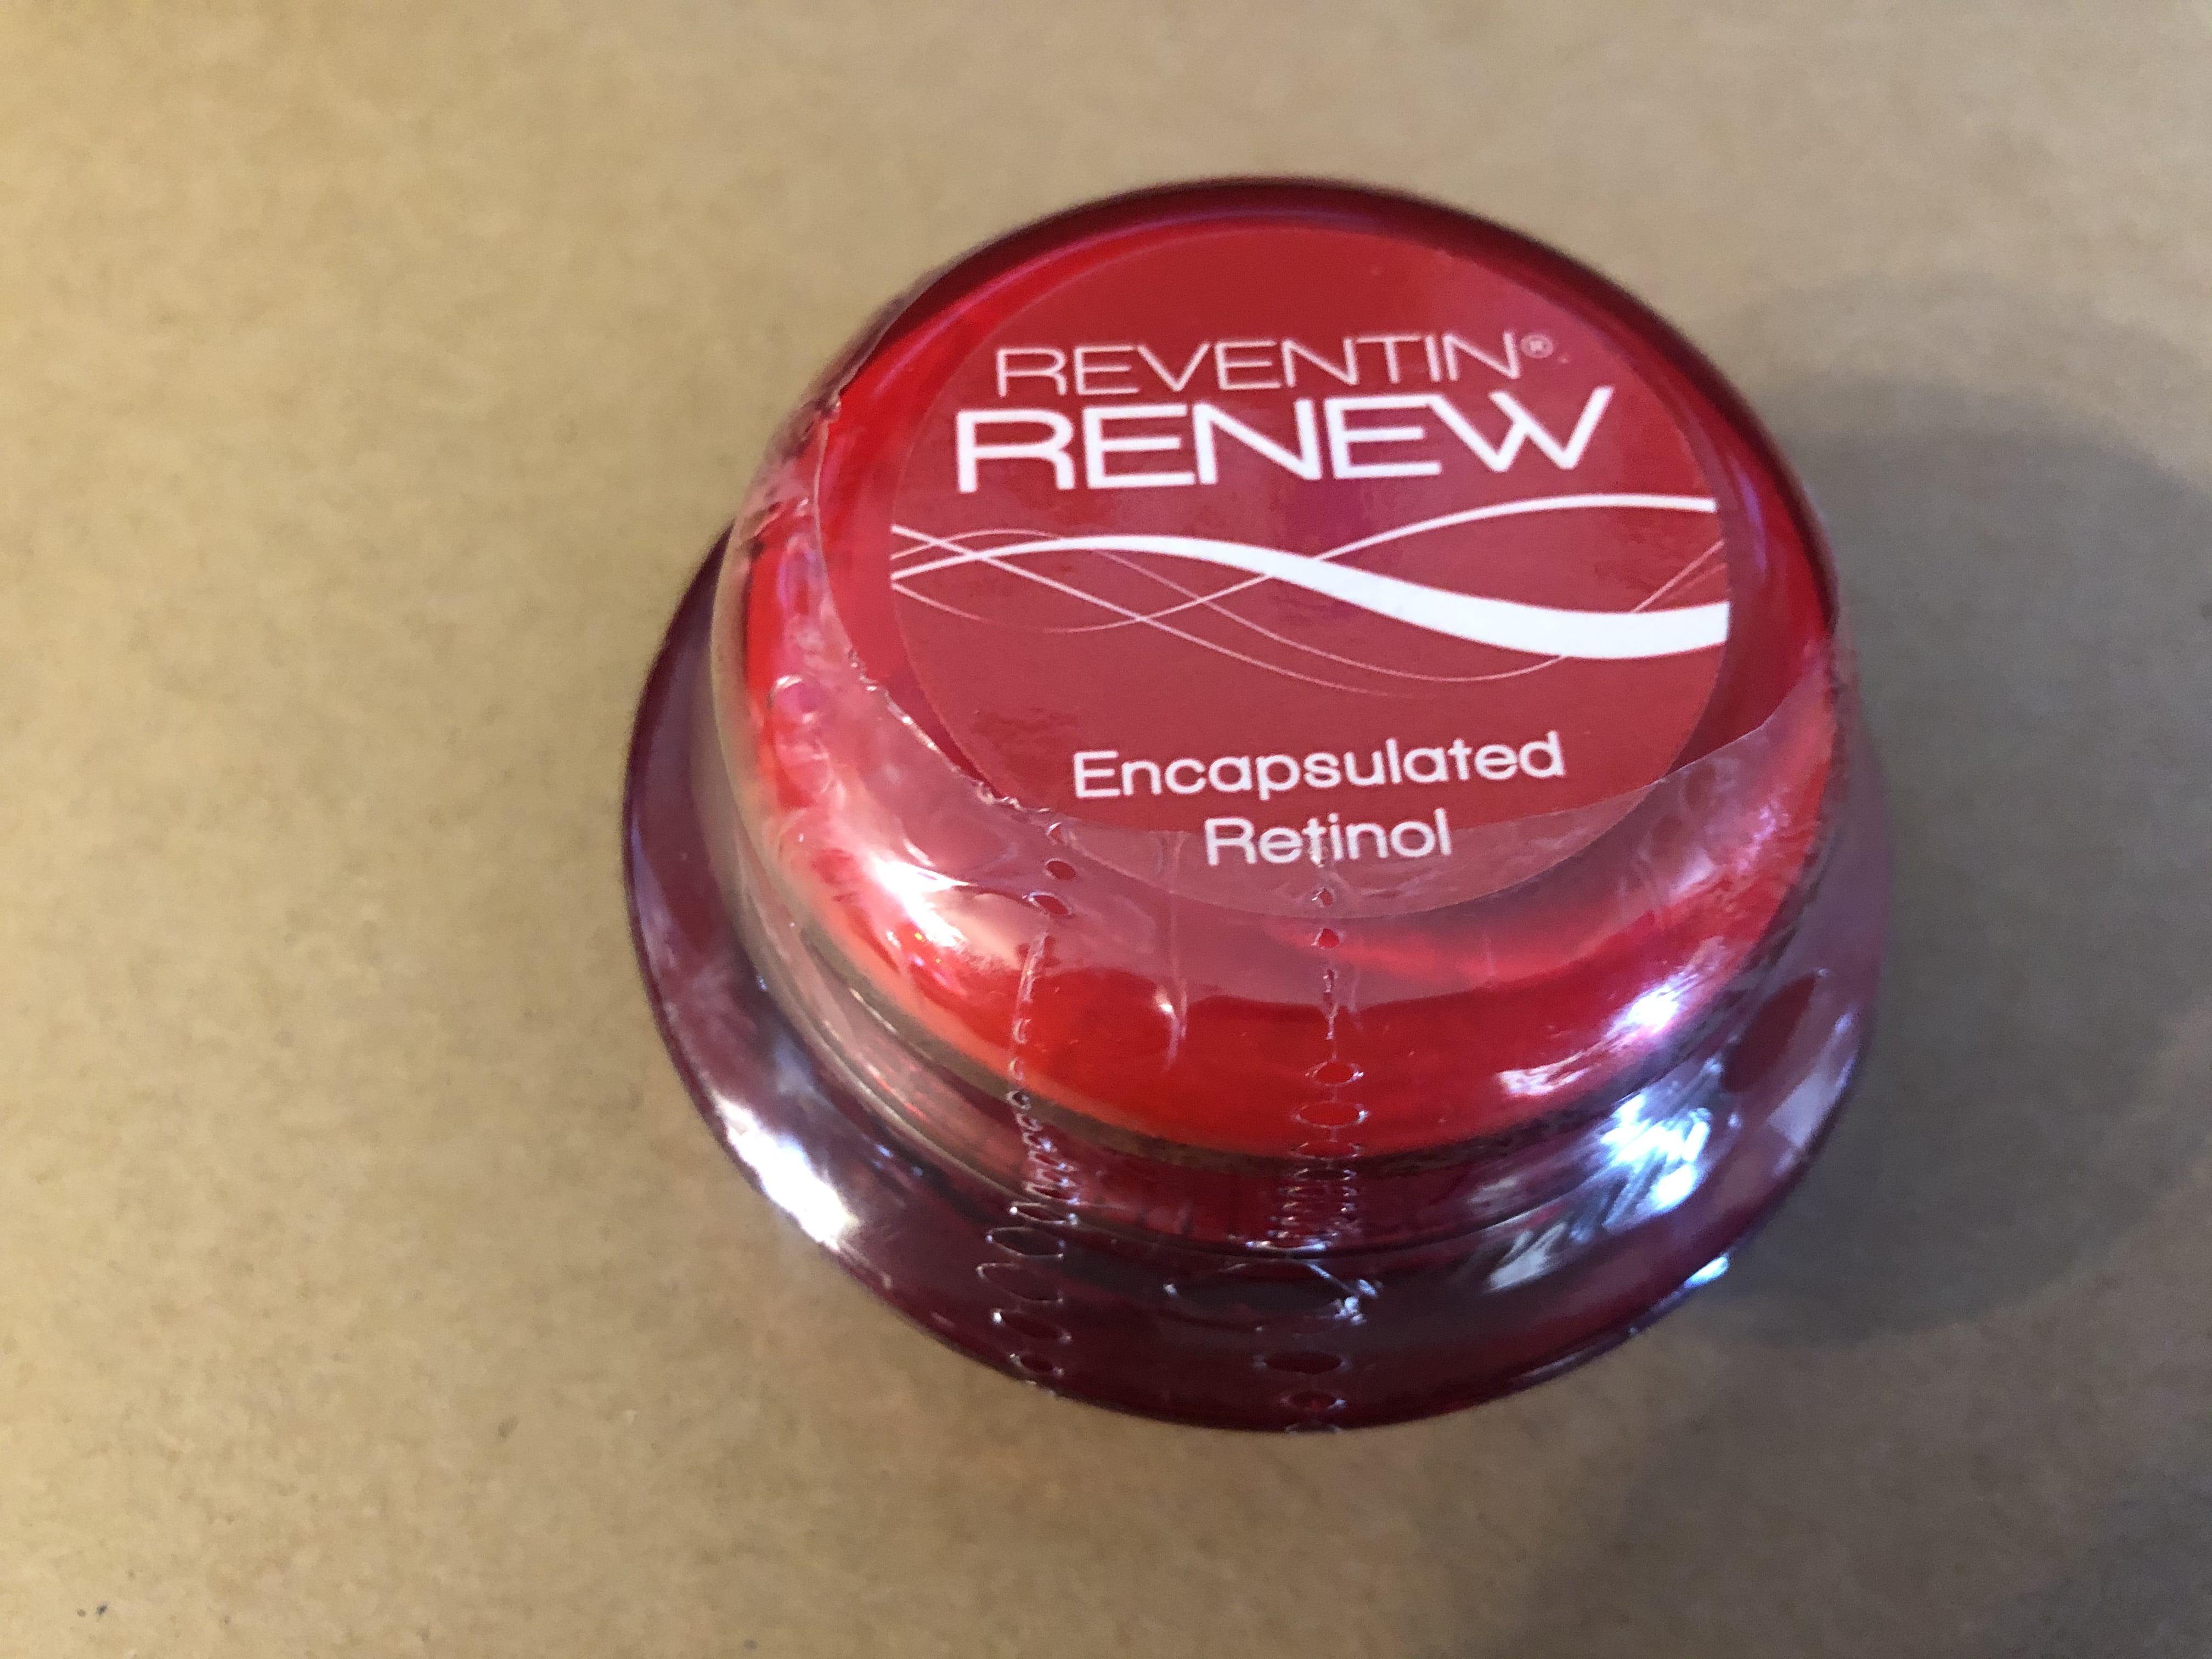 REVENTIN®
RENEW
Encapsulated
Retinol